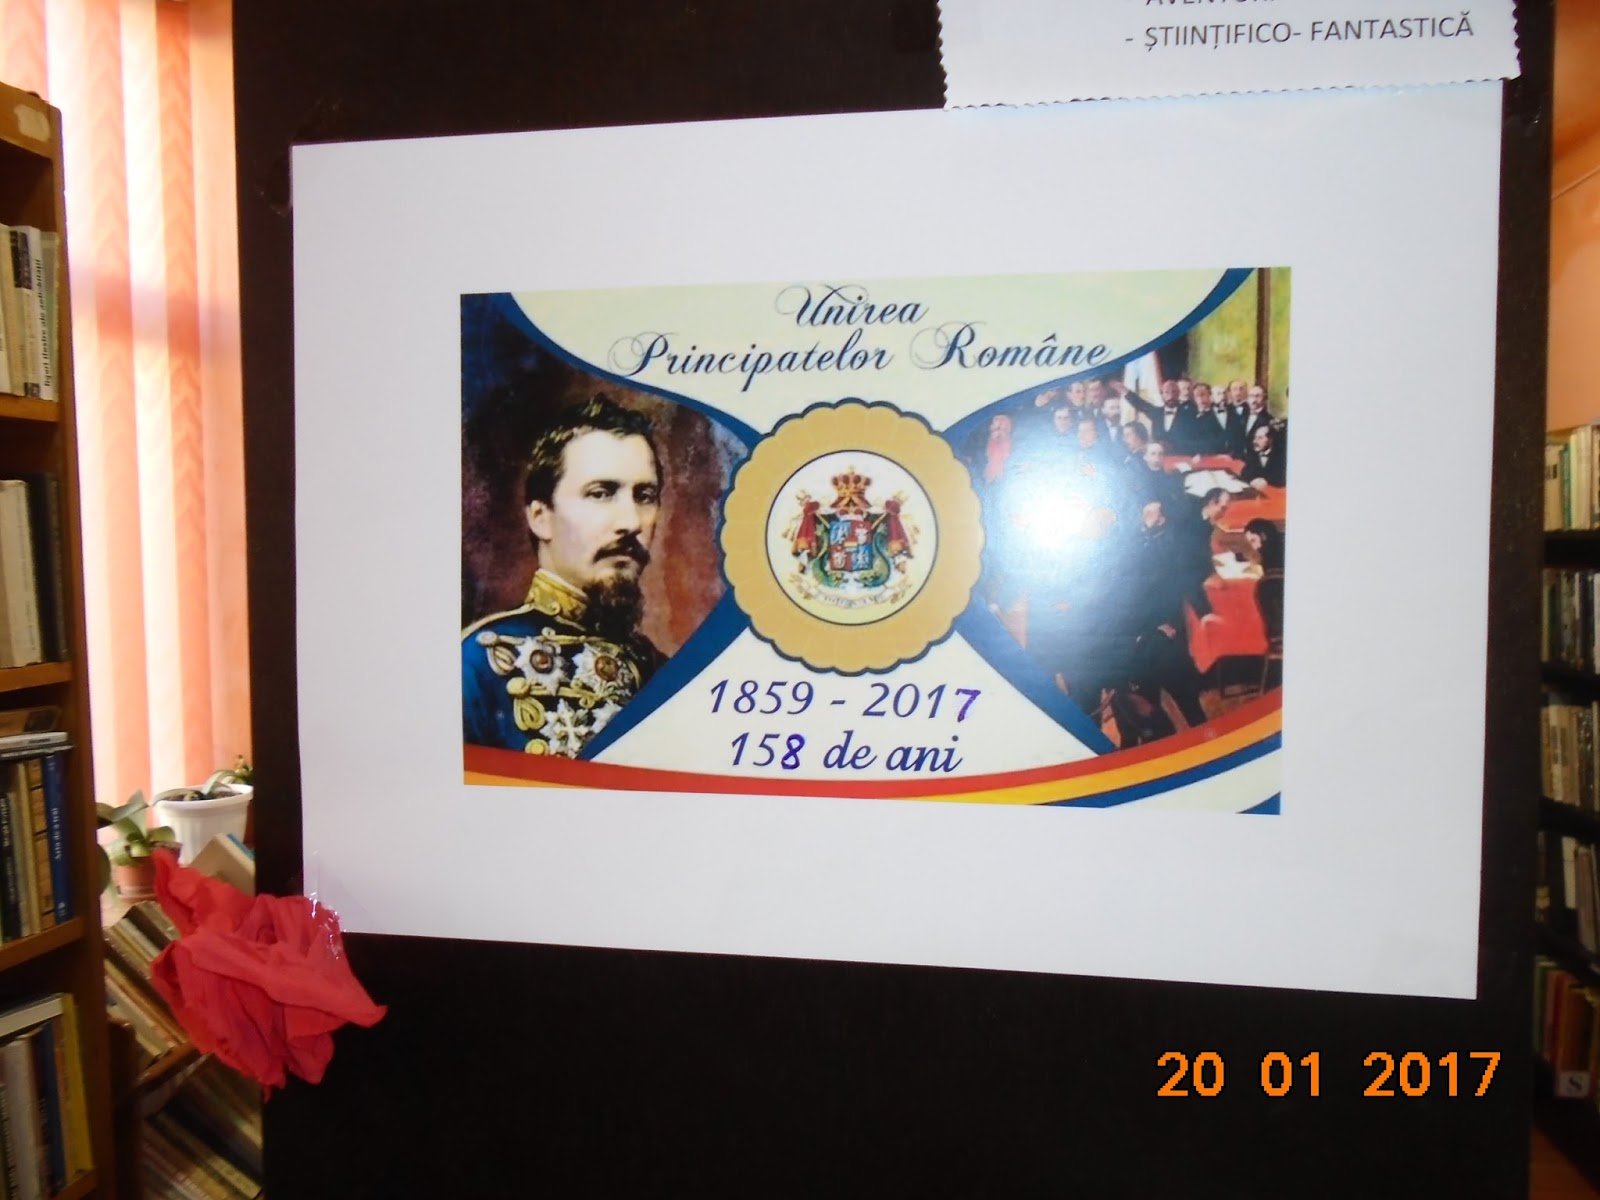 - ȘTIINȚIFICO- FANTASTICĂ
Unirea
Principatelor Române
1859 - 2017
158 de ani
20 01 2017